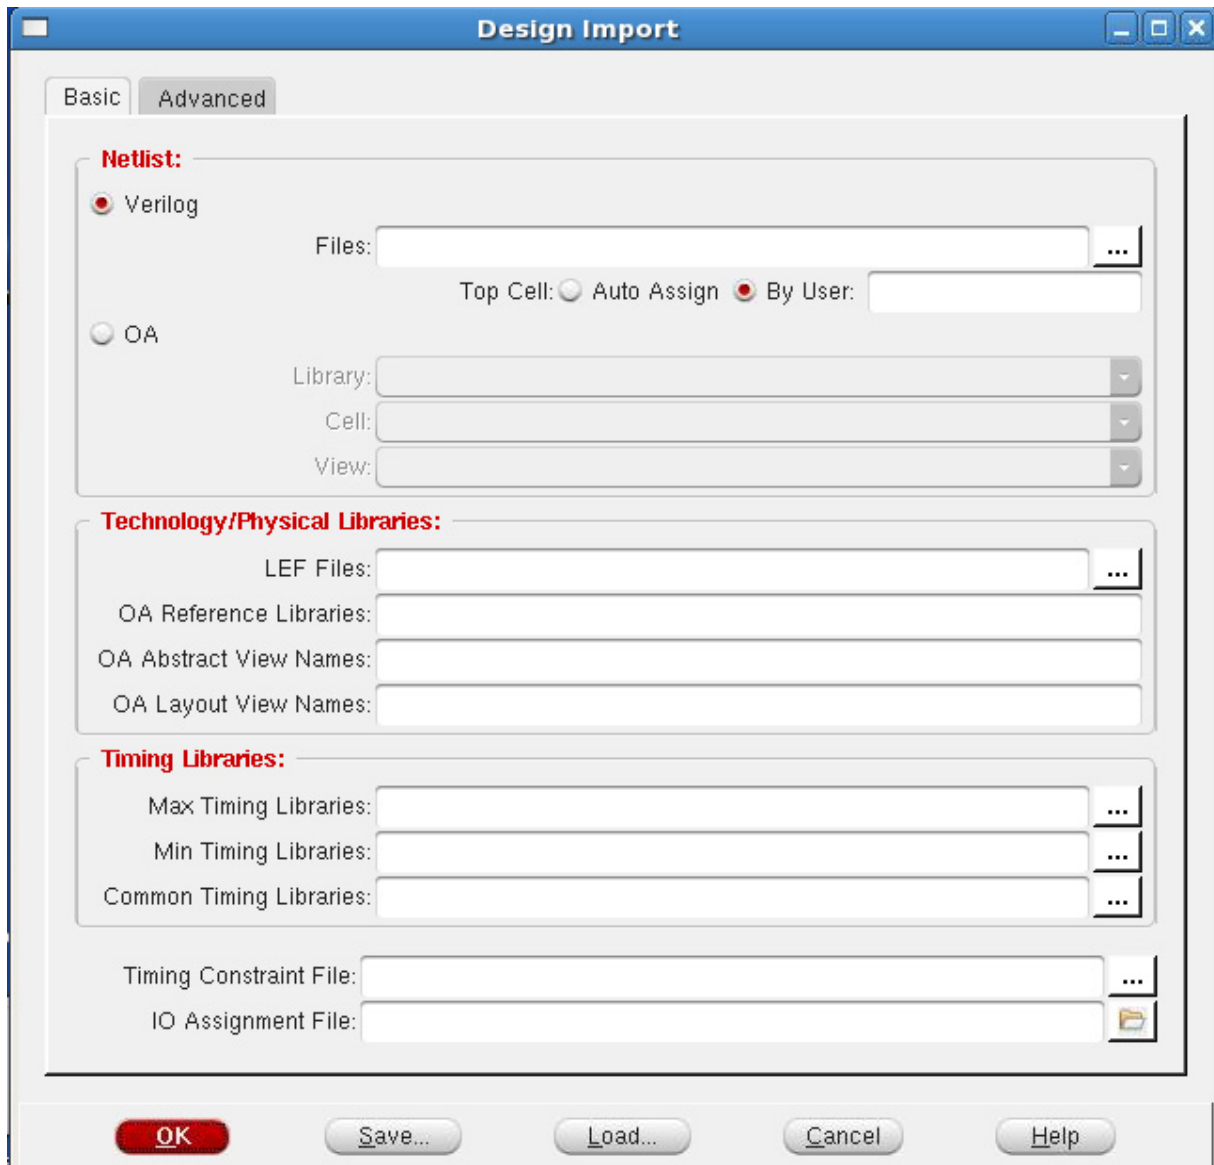 Design Import
Basic Advanced
Netlist:
Verilog
Files: ...
Top Cell: Auto Assign By User:
OA
Library:
Cell:
View:
Technology/Physical Libraries:
LEF Files: ...
OA Reference Libraries:
OA Abstract View Names:
OA Layout View Names:
Timing Libraries:
Max Timing Libraries: ...
Min Timing Libraries: ...
Common Timing Libraries: ...
Timing Constraint File: ...
IO Assignment File:
OK Save... Load... Cancel Help